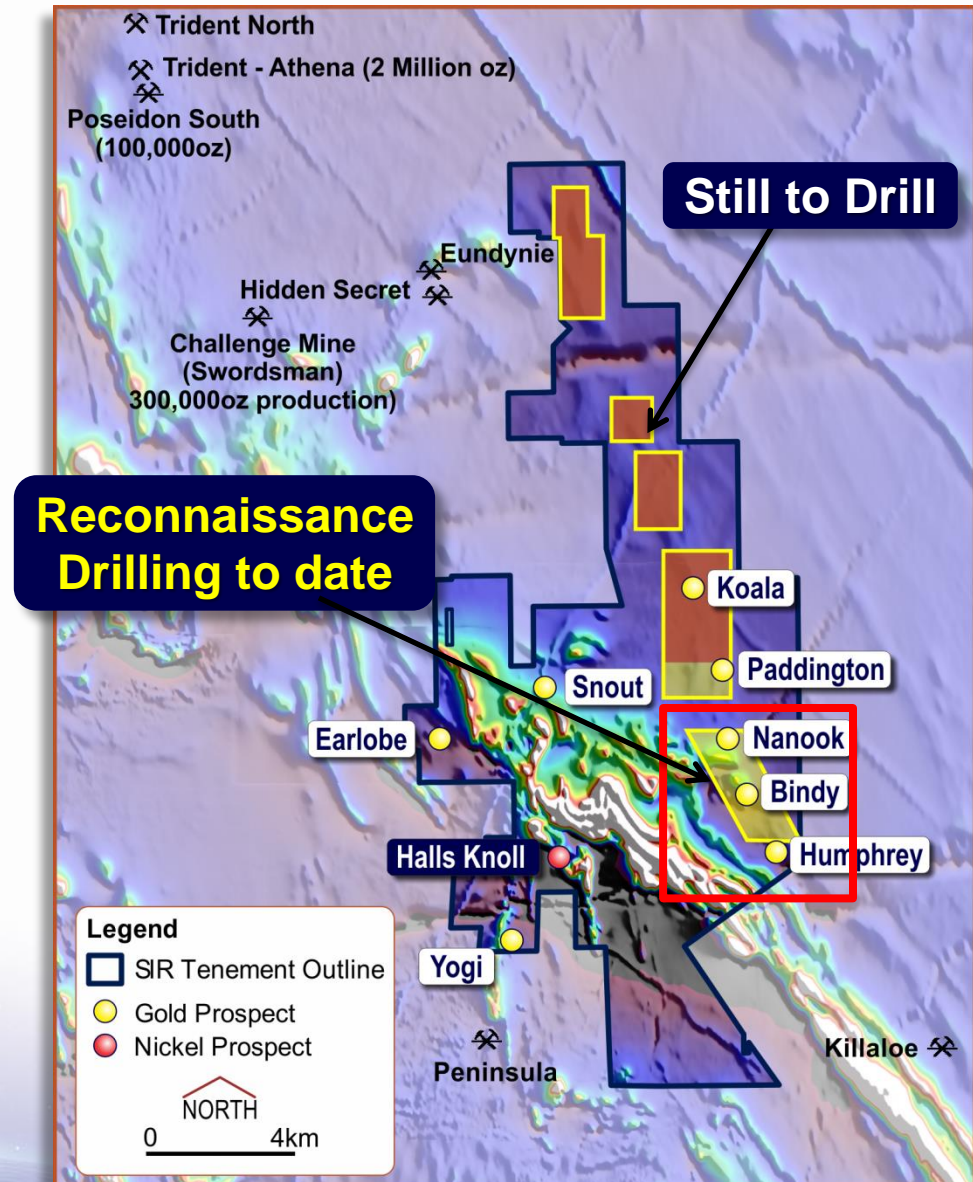 Trident North
Trident - Athena (2 Million oz)
Poseidon South
(100,000oz)
Still to Drill
Eundynie
Hidden Secret
Challenge Mine
(Swordsman)
300,000oz production)
Reconnaissance
Drilling to date
Koala
Paddington
Snout
Earlobe
Nanook
Bindy
Halls Knoll
Humphrey
Yogi
Peninsula
Killaloe
Legend
SIR Tenement Outline
Gold Prospect
Nickel Prospect
NORTH
0 4km